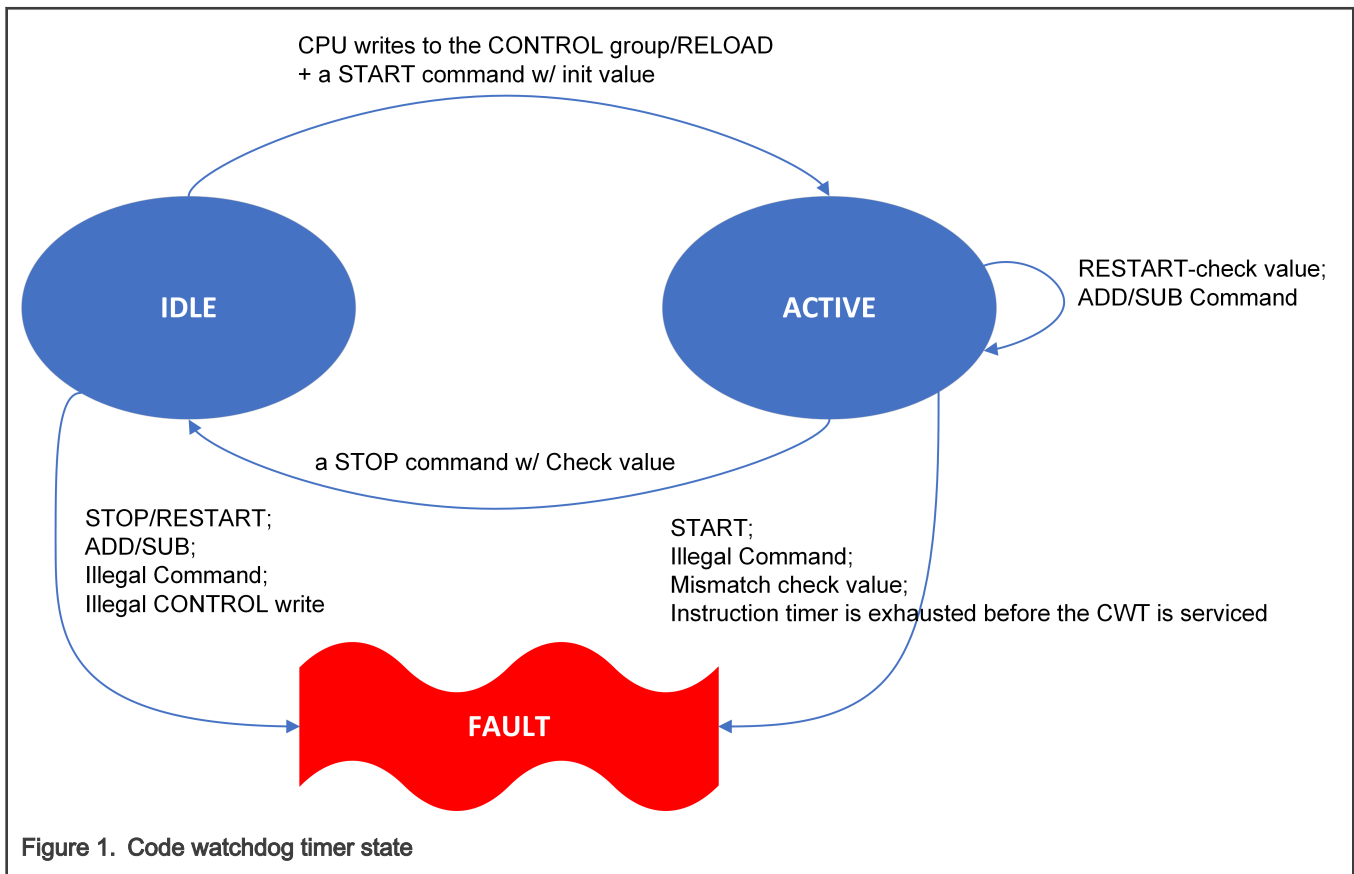 CPU writes to the CONTROL group/RELOAD
+ a START command w/ init value
IDLE
ACTIVE
RESTART-check value;
ADD/SUB Command
a STOP command w/ Check value
STOP/RESTART;
ADD/SUB;
Illegal Command;
Illegal CONTROL write
START;
Illegal Command;
Mismatch check value;
Instruction timer is exhausted before the CWT is serviced
FAULT
Figure 1. Code watchdog timer state